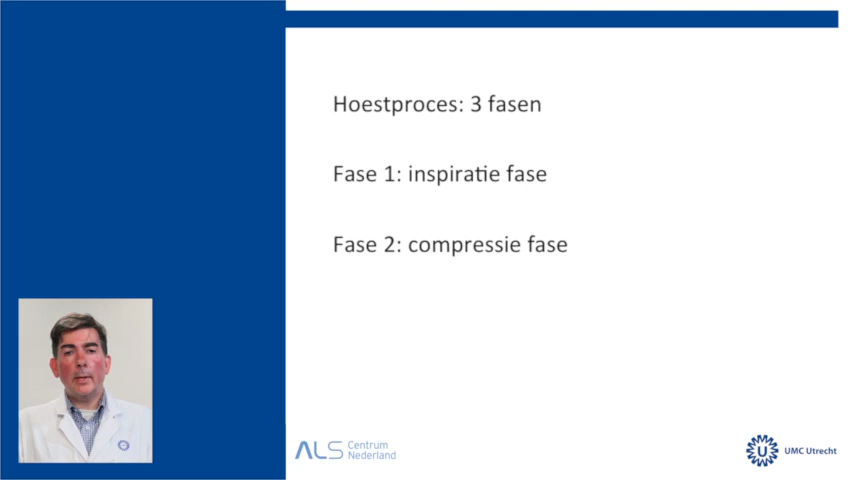 Hoestproces: 3 fasen
Fase 1: inspiratie fase
Fase 2: compressie fase
ALS Centrum
Nederland
U UMC Utrecht